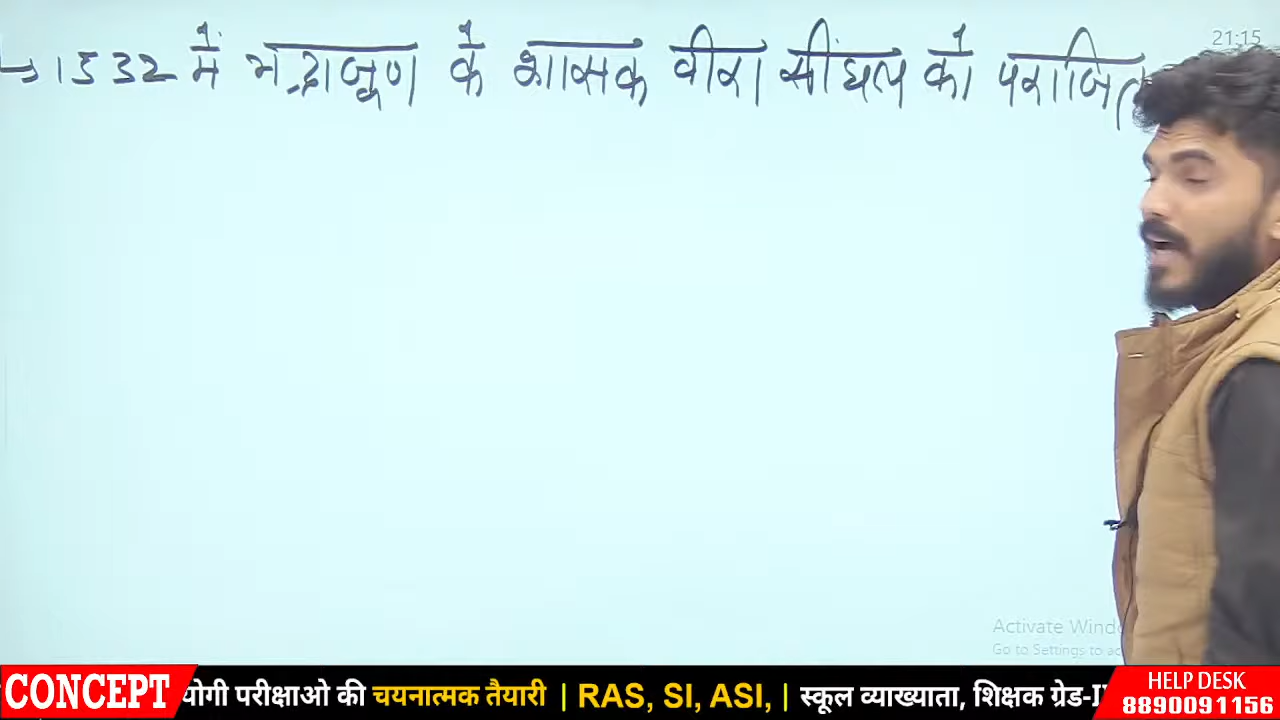 21:15
→ 1532 में भद्राजूण के शासक वीरा सींधल को पराजित
Activate Wind
Go to Settings to ac
CONCEPT योगी परीक्षाओ की चयनात्मक तैयारी | RAS, SI, ASI, | स्कूल व्याख्याता, शिक्षक ग्रेड-I
HELP DESK
8890091156